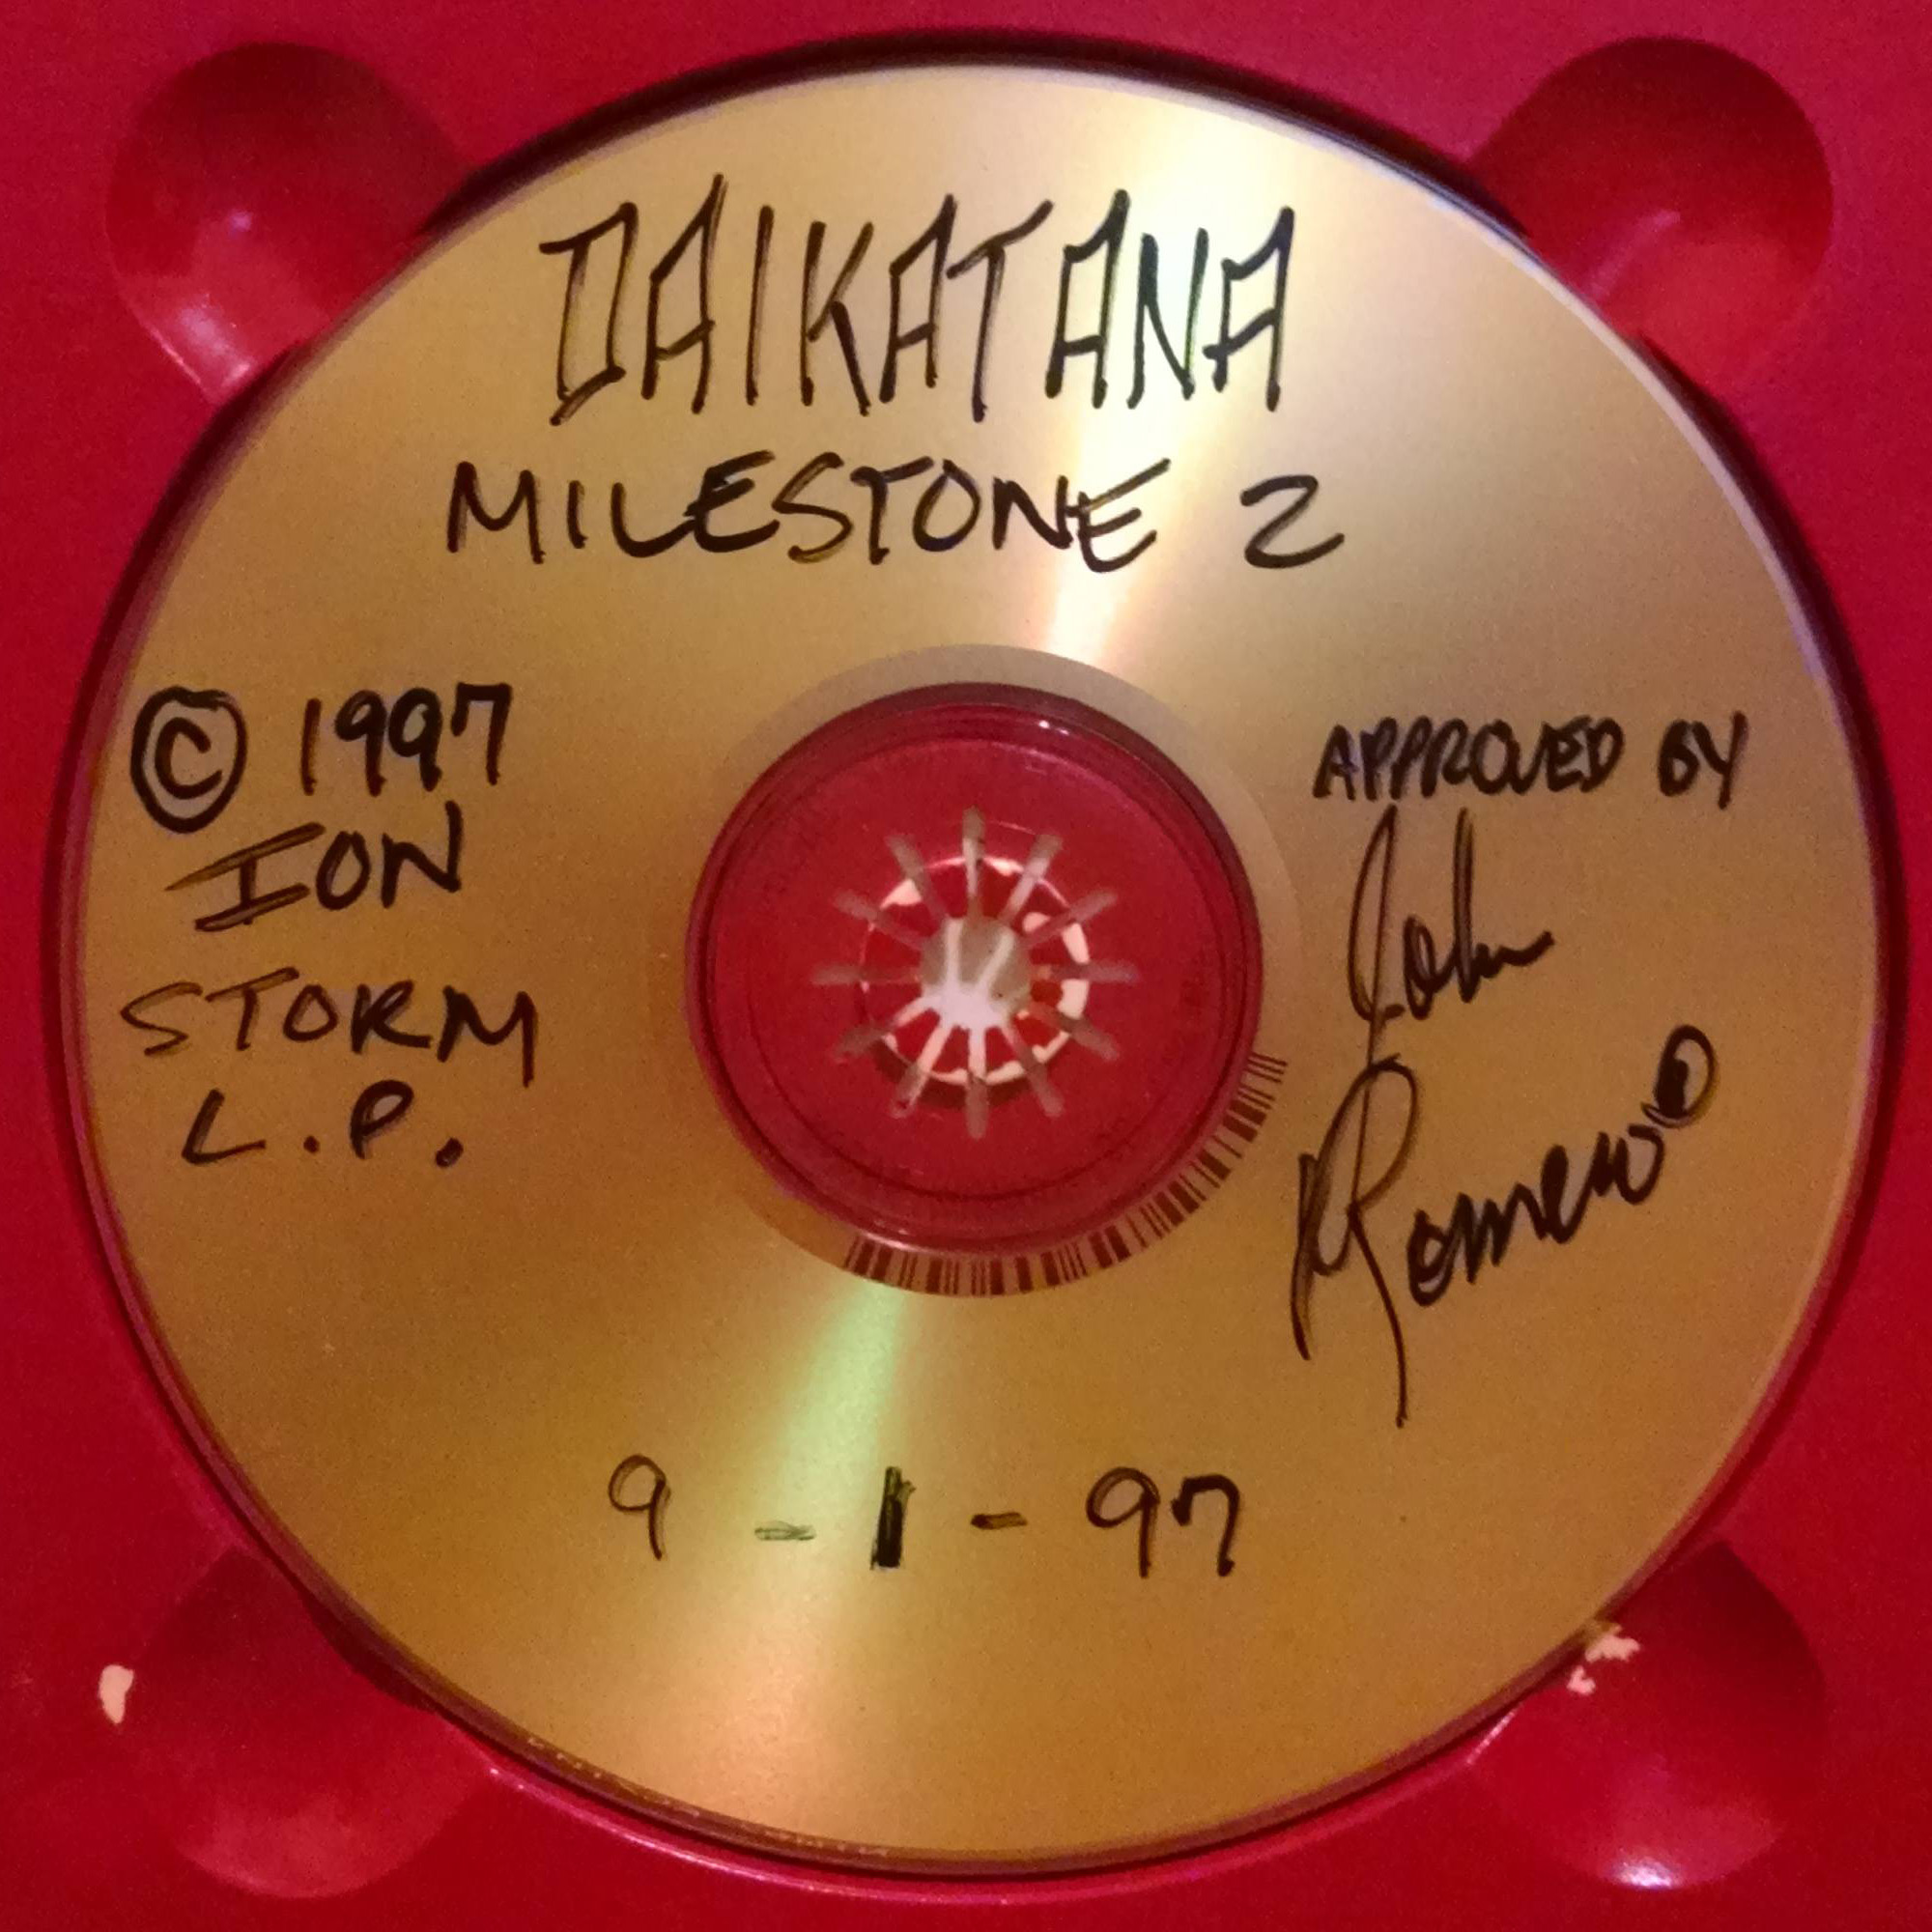 DAIKATANA
MILESTONE 2
© 1997
ION
STORM
L.P.
APPROVED BY
John
Romero
9-1-97